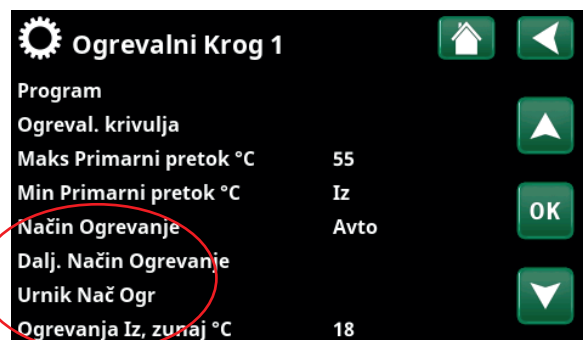 Ogrevalni Krog 1
Program
Ogreval. krivulja
Maks Primarni pretok °C 55
Min Primarni pretok °C Iz
Način Ogrevanje Avto
OK
Dalj. Način Ogrevanje
Urnik Nač Ogr
Ogrevanja Iz, zunaj °C 18